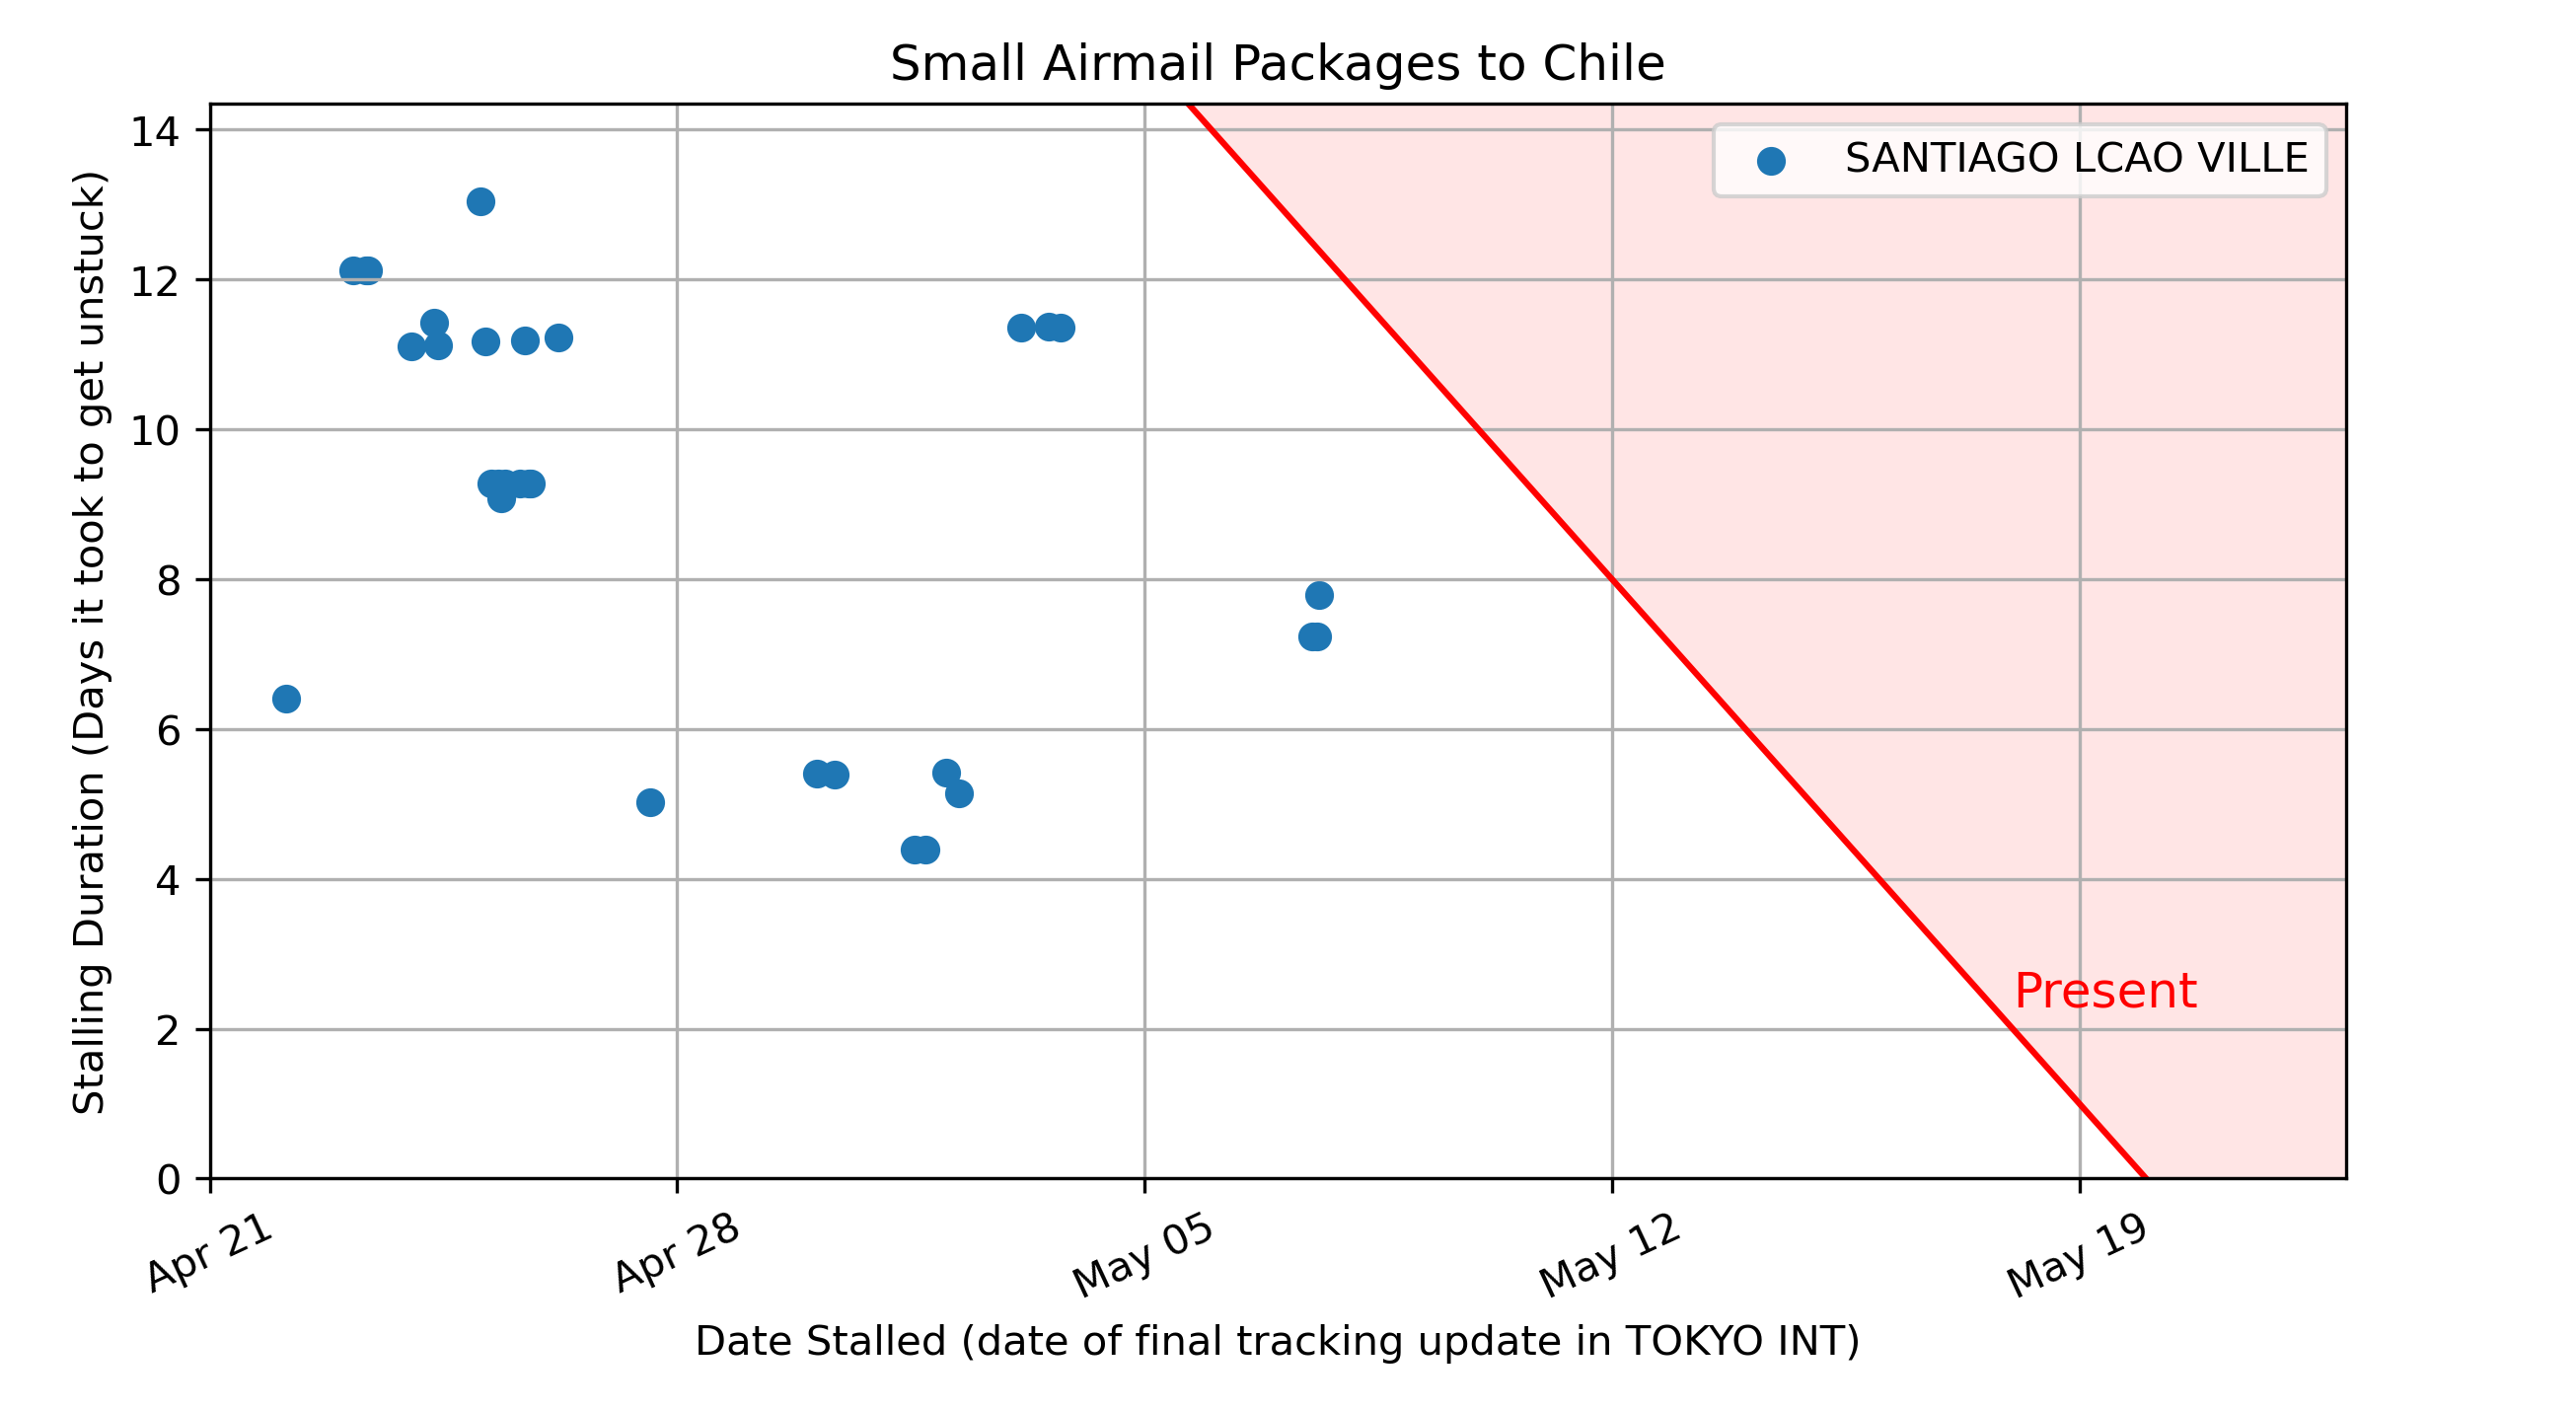 Small Airmail Packages to Chile
SANTIAGO LCAO VILLE
Stalling Duration (Days it took to get unstuck)
14
12
10
8
6
4
2
0
Present
Apr 21
Apr 28
May 05
May 12
May 19
Date Stalled (date of final tracking update in TOKYO INT)